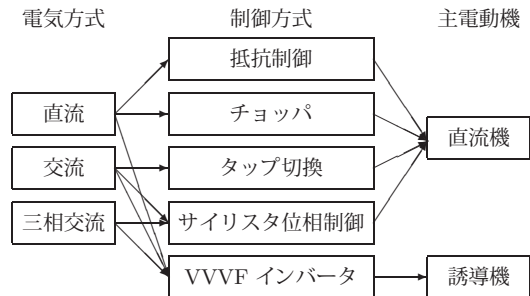 電気方式 制御方式 主電動機
抵抗制御
直流 チョッパ 直流機
交流 タップ切換
三相交流 サイリスタ位相制御
VVVF インバータ 誘導機